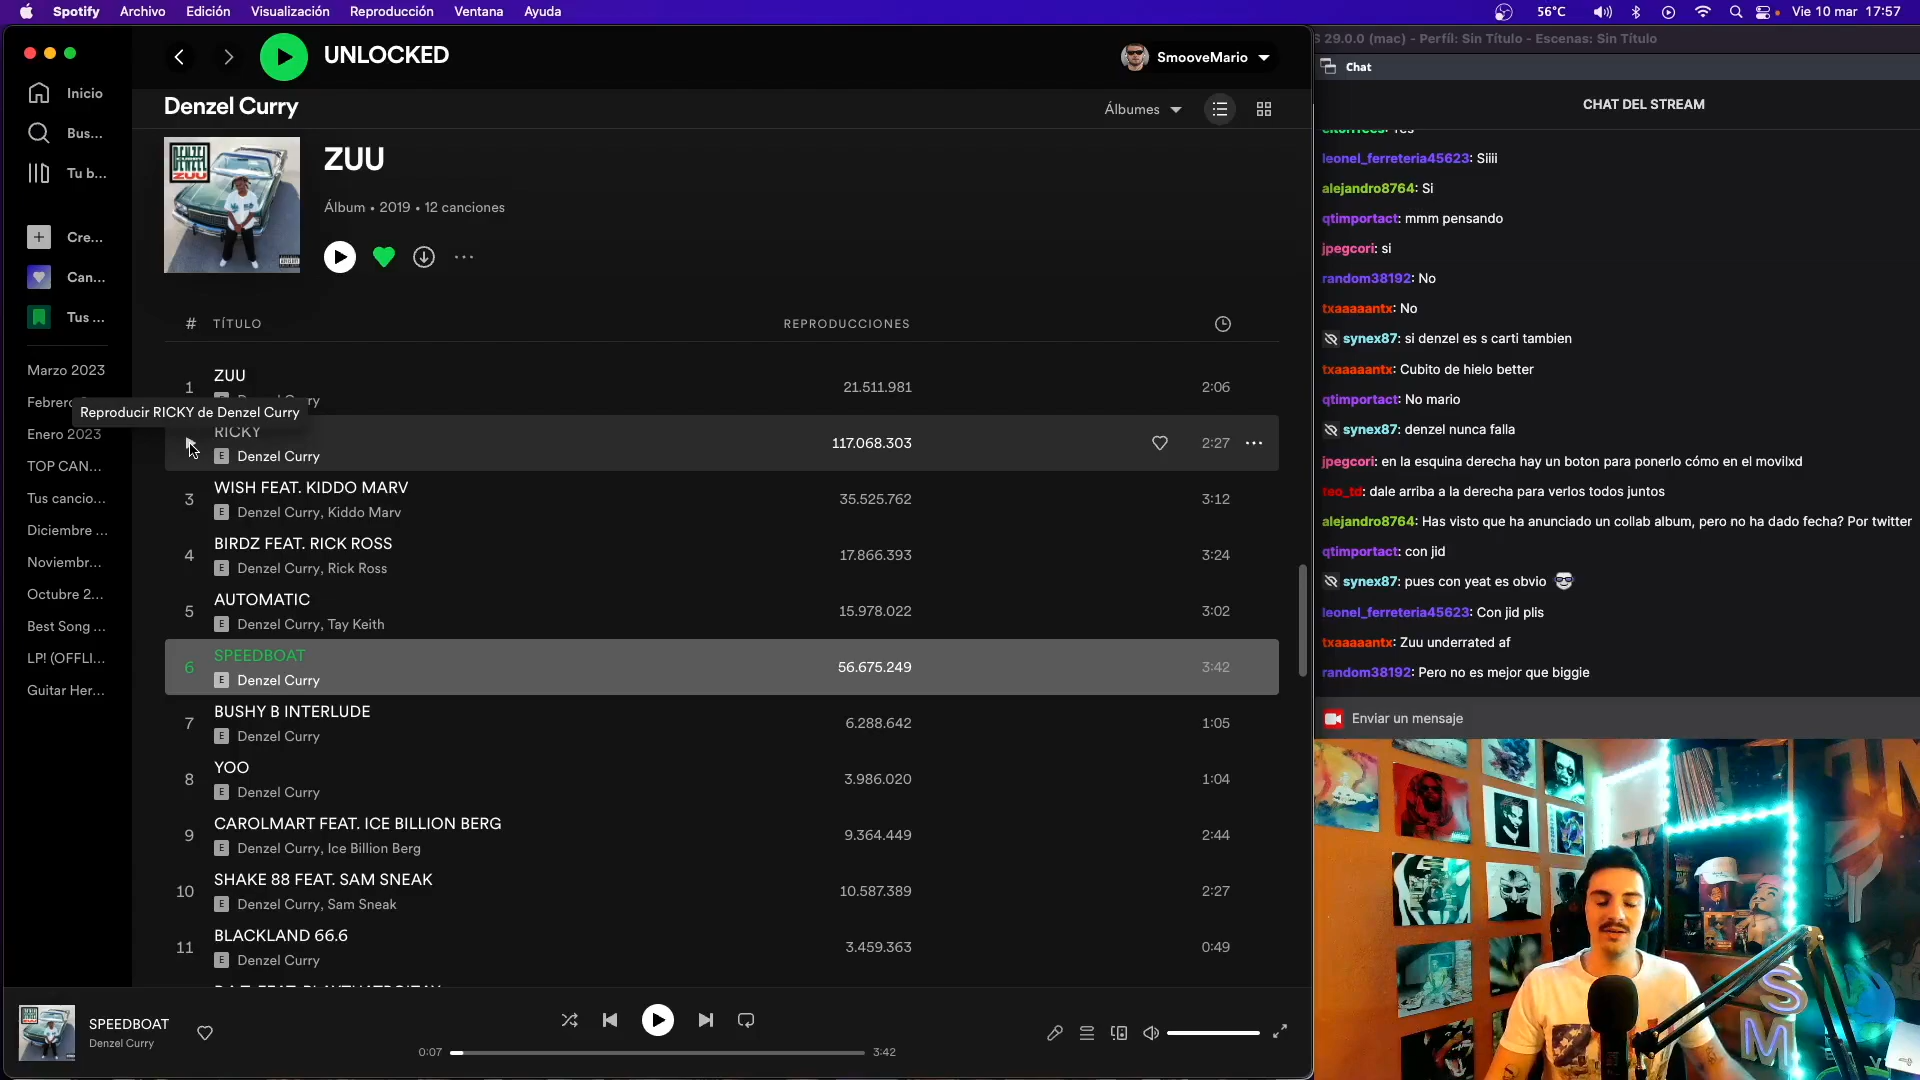 Spotify Archivo Edición Visualización Reproducción Ventana Ayuda
56°C
Vie 10 mar 17:57
UNLOCKED
SmooveMario
Inicio
Bus...
Tu b...
Cre...
Can...
Tus ...
Marzo 2023
Febrero
Enero 2023
TOP CAN...
Tus cancio...
Diciembre ...
Noviembr...
Octubre 2...
Best Song ...
LP! (OFFLI...
Guitar Her...
Denzel Curry
Álbumes
ZUU
Álbum • 2019 • 12 canciones
# TÍTULO REPRODUCCIONES
1 ZUU 21.511.981 2:06
Reproducir RICKY de Denzel Curry
RICKY 117.068.303 2:27
E Denzel Curry
3 WISH FEAT. KIDDO MARV 35.525.762 3:12
E Denzel Curry, Kiddo Marv
4 BIRDZ FEAT. RICK ROSS 17.866.393 3:24
E Denzel Curry, Rick Ross
5 AUTOMATIC 15.978.022 3:02
E Denzel Curry, Tay Keith
6 SPEEDBOAT 56.675.249 3:42
E Denzel Curry
7 BUSHY B INTERLUDE 6.288.642 1:05
E Denzel Curry
8 YOO 3.986.020 1:04
E Denzel Curry
9 CAROLMART FEAT. ICE BILLION BERG 9.364.449 2:44
E Denzel Curry, Ice Billion Berg
10 SHAKE 88 FEAT. SAM SNEAK 10.587.389 2:27
E Denzel Curry, Sam Sneak
11 BLACKLAND 66.6 3.459.363 0:49
E Denzel Curry
SPEEDBOAT
Denzel Curry
0:07
3:42
S 29.0.0 (mac) - Perfíl: Sin Título - Escenas: Sin Título
Chat
CHAT DEL STREAM
Yes
leonel_ferreteria45623: Siiii
alejandro8764: Si
qtimportact: mmm pensando
jpegcori: si
random38192: No
txaaaaantx: No
synex87: si denzel es s carti tambien
txaaaaantx: Cubito de hielo better
qtimportact: No mario
synex87: denzel nunca falla
jpegcori: en la esquina derecha hay un boton para ponerlo cómo en el movilxd
teo_td: dale arriba a la derecha para verlos todos juntos
alejandro8764: Has visto que ha anunciado un collab album, pero no ha dado fecha? Por twitter
qtimportact: con jid
synex87: pues con yeat es obvio
leonel_ferreteria45623: Con jid plis
txaaaaantx: Zuu underrated af
random38192: Pero no es mejor que biggie
Enviar un mensaje
S
M